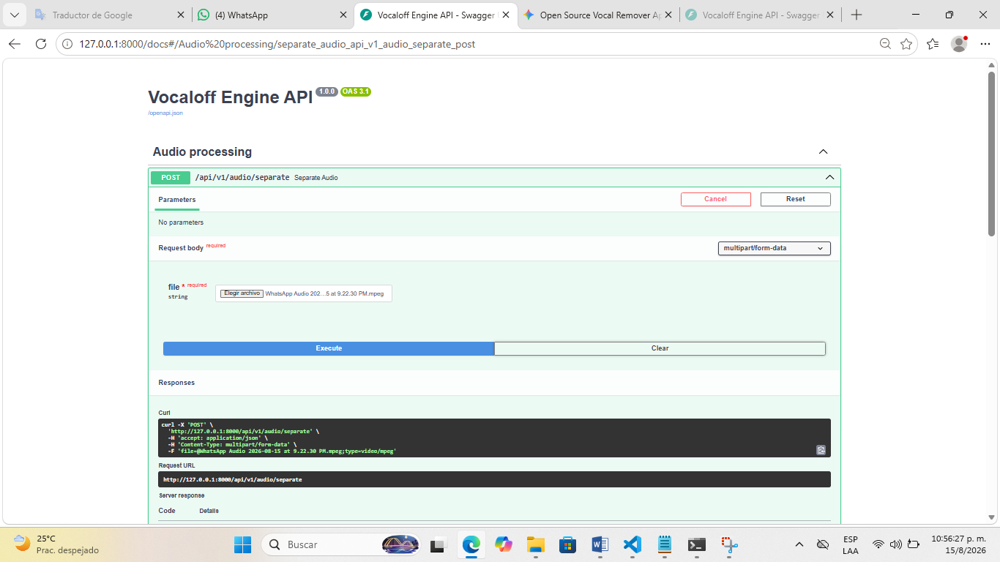 Traductor de Google
(4) WhatsApp
Vocaloff Engine API - Swagger
Open Source Vocal Remover Ap
Vocaloff Engine API - Swagger
127.0.0.1:8000/docs#/Audio%20processing/separate_audio_api_v1_audio_separate_post
Vocaloff Engine API 1.0.0 OAS 3.1
/openapi.json
Audio processing
POST /api/v1/audio/separate Separate Audio
Parameters
Cancel
Reset
No parameters
Request body required
multipart/form-data
file * required
string
Elegir archivo WhatsApp Audio 202...5 at 9.22.30 PM.mpeg
Execute
Clear
Responses
Curl
curl -X 'POST' \
'http://127.0.0.1:8000/api/v1/audio/separate' \
-H 'accept: application/json' \
-H 'Content-Type: multipart/form-data' \
-F 'file=@WhatsApp Audio 2026-08-15 at 9.22.30 PM.mpeg;type=video/mpeg'
Request URL
http://127.0.0.1:8000/api/v1/audio/separate
Server response
Code Details
25°C
Prac. despejado
Buscar
ESP
LAA
10:56:27 p. m.
15/8/2026